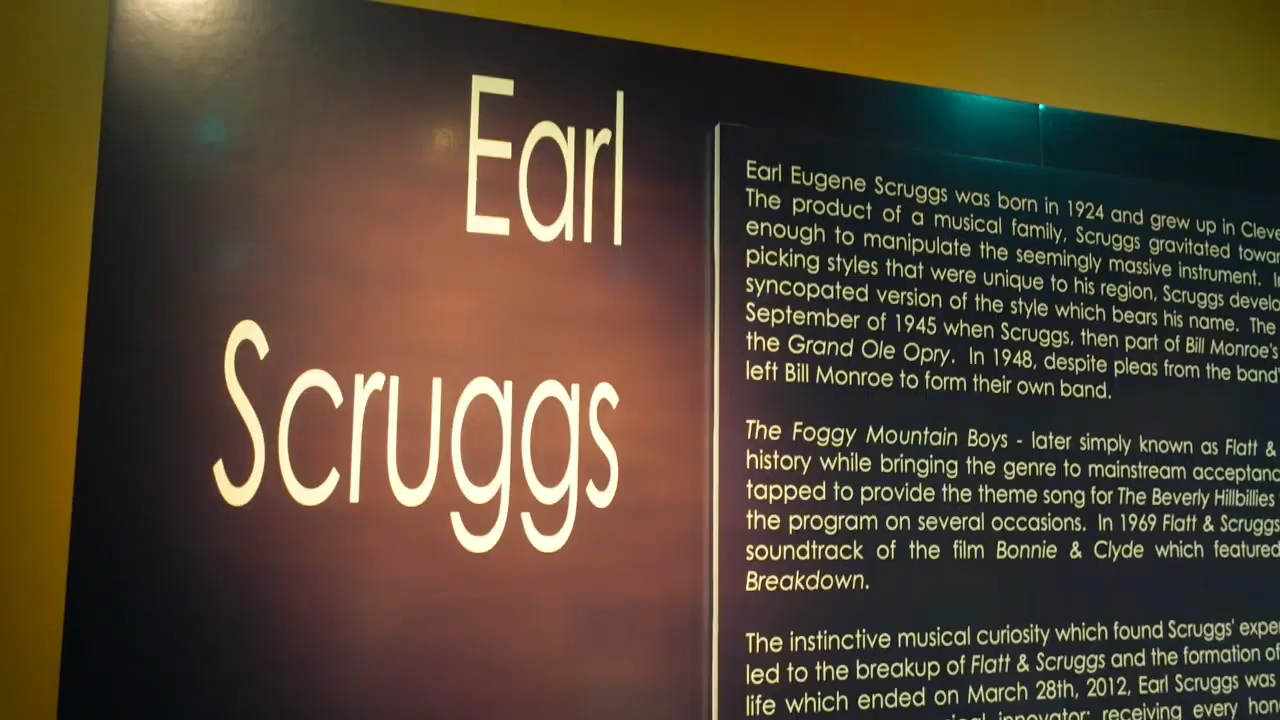 Earl
Scruggs
Earl Eugene Scruggs was born in 1924 and grew up in
The product of a musical family, Scruggs gravitated
enough to manipulate the seemingly massive instrument.
picking styles that were unique to his region, Scruggs
syncopated version of the style which bears his name. The
September of 1945 when Scruggs, then part of Bill Monroe's
the Grand Ole Opry. In 1948, despite pleas from the
left Bill Monroe to form their own band.
The Foggy Mountain Boys - later simply known as Flatt &
history while bringing the genre to mainstream
tapped to provide the theme song for The Beverly Hillbillies
the program on several occasions. In 1969 Flatt & Scruggs
soundtrack of the film Bonnie & Clyde which featured
Breakdown.
The instinctive musical curiosity which found Scruggs'
led to the breakup of Flatt & Scruggs and the formation of
life which ended on March 28th, 2012, Earl Scruggs was
innovator; receiving every